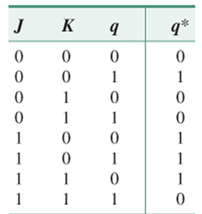 J K q q*
0 0 0 0
0 0 1 1
0 1 0 0
0 1 1 0
1 0 0 1
1 0 1 1
1 1 0 1
1 1 1 0